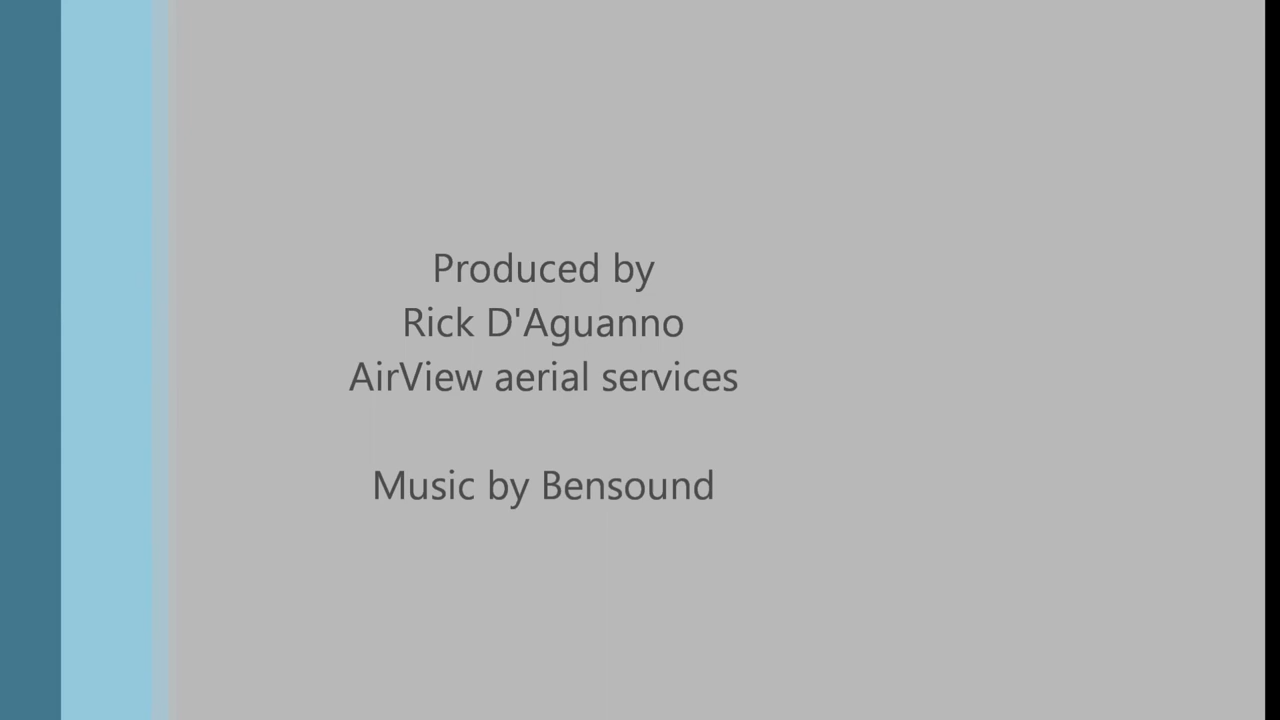 Produced by
Rick D'Aguanno
AirView aerial services
Music by Bensound